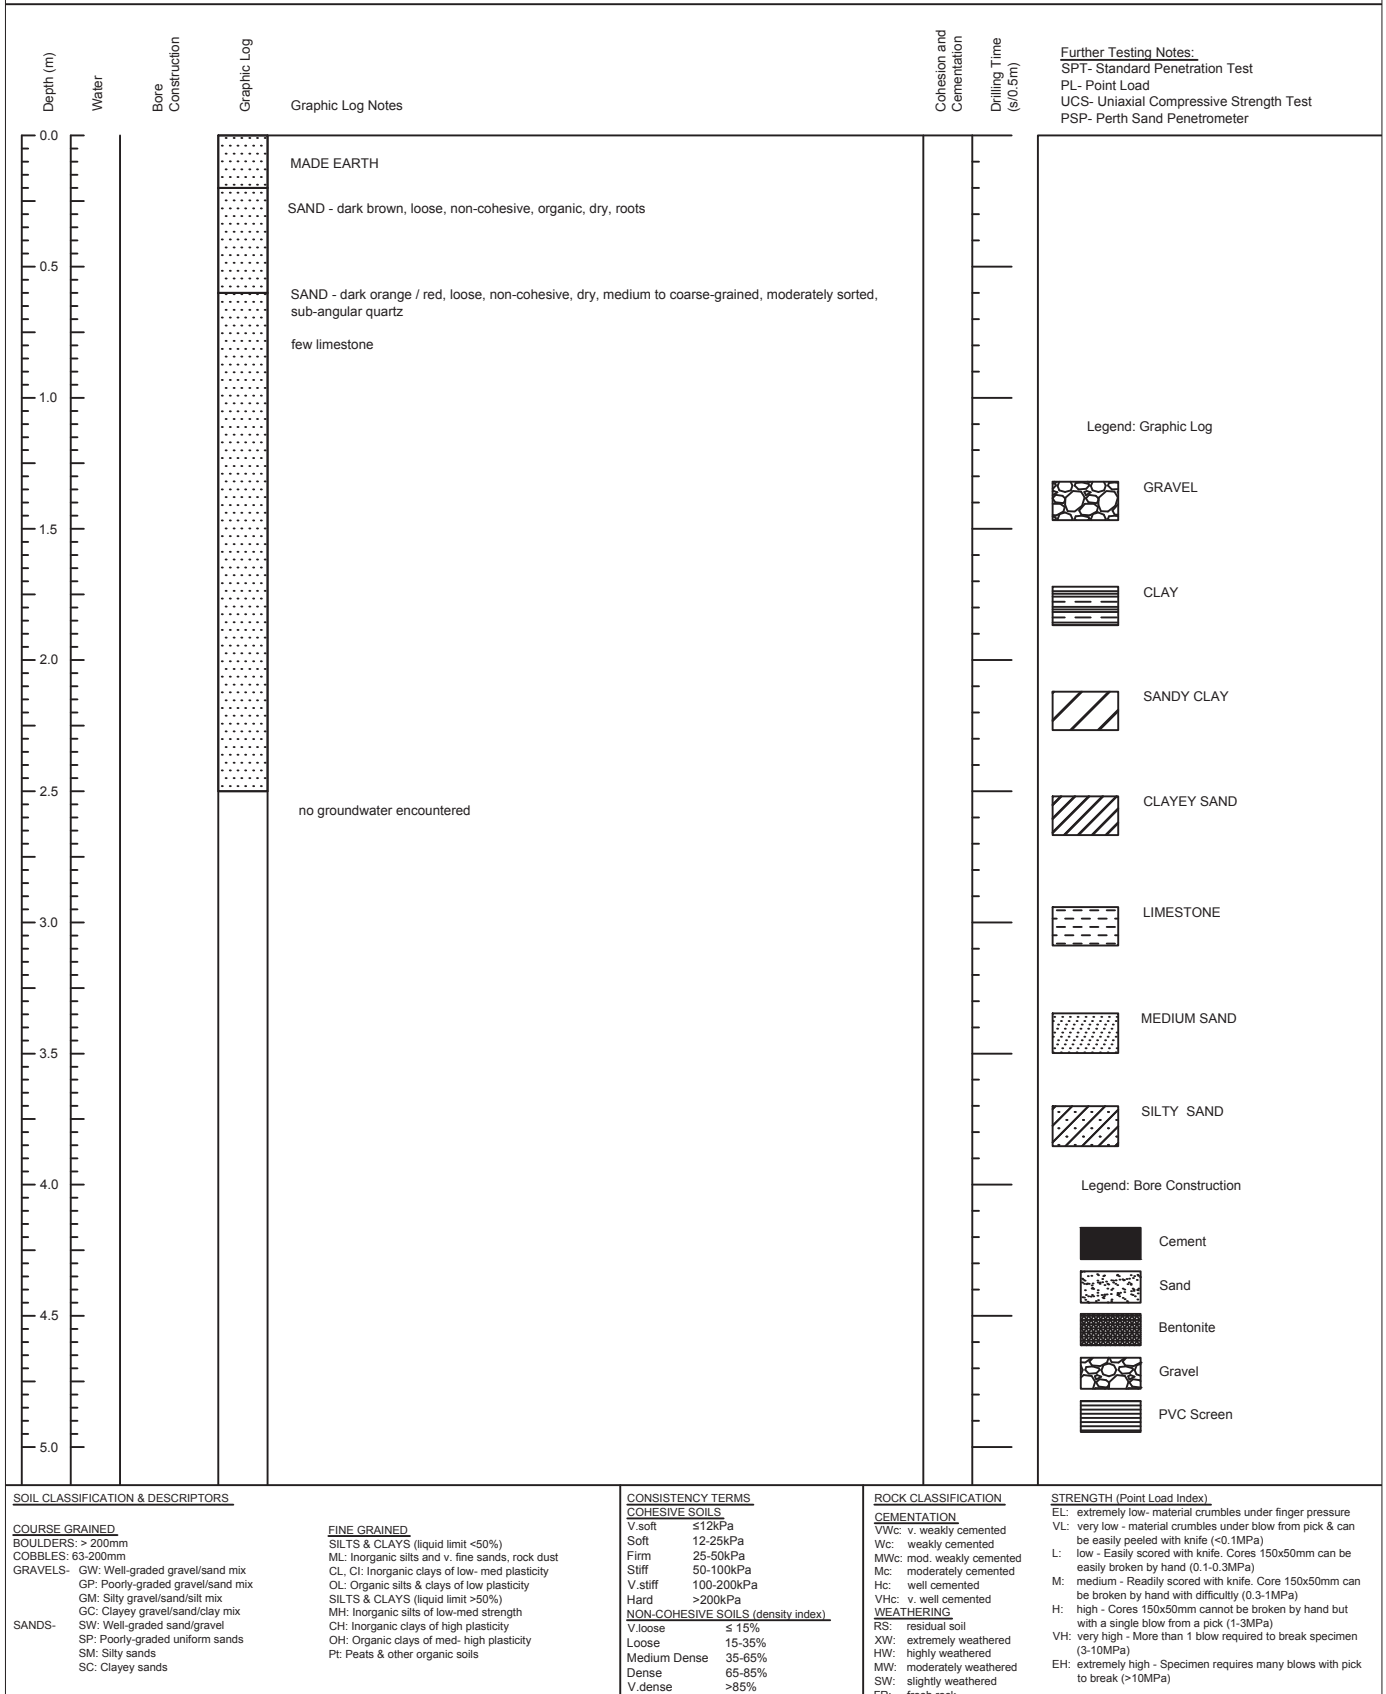 Depth (m)
Water
Bore
Construction
Graphic Log
Graphic Log Notes
Cohesion and
Cementation
Drilling Time
(s/0.5m)
Further Testing Notes:
SPT- Standard Penetration Test
PL- Point Load
UCS- Uniaxial Compressive Strength Test
PSP- Perth Sand Penetrometer
0.0
MADE EARTH
SAND - dark brown, loose, non-cohesive, organic, dry, roots
0.5
SAND - dark orange / red, loose, non-cohesive, dry, medium to coarse-grained, moderately sorted,
sub-angular quartz
few limestone
1.0
1.5
2.0
2.5
no groundwater encountered
3.0
3.5
4.0
4.5
5.0
Legend: Graphic Log
GRAVEL
CLAY
SANDY CLAY
CLAYEY SAND
LIMESTONE
MEDIUM SAND
SILTY SAND
Legend: Bore Construction
Cement
Sand
Bentonite
Gravel
PVC Screen
SOIL CLASSIFICATION & DESCRIPTORS
COURSE GRAINED
BOULDERS: > 200mm
COBBLES: 63-200mm
GRAVELS- GW: Well-graded gravel/sand mix
GP: Poorly-graded gravel/sand mix
GM: Silty gravel/sand/silt mix
GC: Clayey gravel/sand/clay mix
SANDS- SW: Well-graded sand/gravel
SP: Poorly-graded uniform sands
SM: Silty sands
SC: Clayey sands
FINE GRAINED
SILTS & CLAYS (liquid limit <50%)
ML: Inorganic silts and v. fine sands, rock dust
CL, CI: Inorganic clays of low- med plasticity
OL: Organic silts & clays of low plasticity
SILTS & CLAYS (liquid limit >50%)
MH: Inorganic silts of low-med strength
CH: Inorganic clays of high plasticity
OH: Organic clays of med- high plasticity
Pt: Peats & other organic soils
CONSISTENCY TERMS
COHESIVE SOILS
V.soft ≤12kPa
Soft 12-25kPa
Firm 25-50kPa
Stiff 50-100kPa
V.stiff 100-200kPa
Hard >200kPa
NON-COHESIVE SOILS (density index)
V.loose ≤ 15%
Loose 15-35%
Medium Dense 35-65%
Dense 65-85%
V.dense >85%
ROCK CLASSIFICATION
CEMENTATION
VWc: v. weakly cemented
Wc: weakly cemented
MWc: mod. weakly cemented
Mc: moderately cemented
Hc: well cemented
VHc: v. well cemented
WEATHERING
RS: residual soil
XW: extremely weathered
HW: highly weathered
MW: moderately weathered
SW: slightly weathered
STRENGTH (Point Load Index)
EL: extremely low- material crumbles under finger pressure
VL: very low - material crumbles under blow from pick & can
be easily peeled with knife (<0.1MPa)
L: low - Easily scored with knife. Cores 150x50mm can be
easily broken by hand (0.1-0.3MPa)
M: medium - Readily scored with knife. Core 150x50mm can
be broken by hand with difficultly (0.3-1MPa)
H: high - Cores 150x50mm cannot be broken by hand but
with a single blow from a pick (1-3MPa)
VH: very high - More than 1 blow required to break specimen
(3-10MPa)
EH: extremely high - Specimen requires many blows with pick
to break (>10MPa)